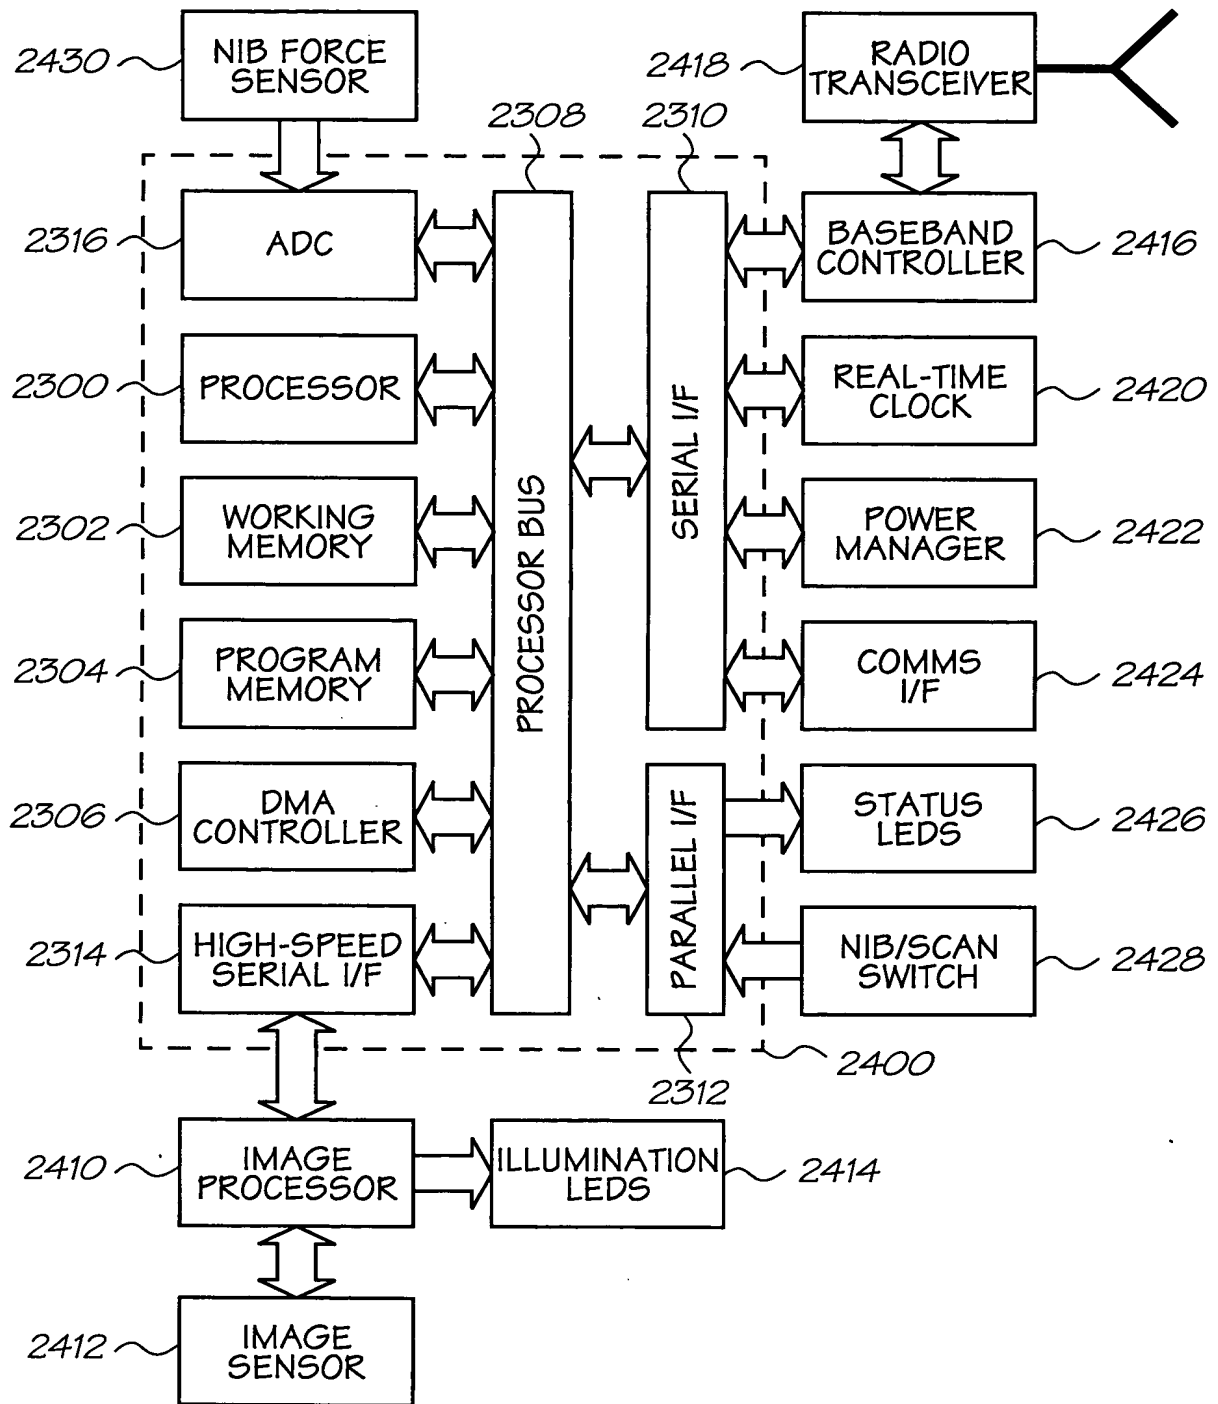 2430
NIB FORCE
SENSOR
2418
RADIO
TRANSCEIVER
2308
2310
2316
ADC
BASEBAND
CONTROLLER
2416
2300
PROCESSOR
REAL-TIME
CLOCK
2420
2302
WORKING
MEMORY
PROCESSOR BUS
SERIAL I/F
POWER
MANAGER
2422
2304
PROGRAM
MEMORY
COMMS
I/F
2424
2306
DMA
CONTROLLER
PARALLEL I/F
STATUS
LEDS
2426
2314
HIGH-SPEED
SERIAL I/F
NIB/SCAN
SWITCH
2428
2312
2400
2410
IMAGE
PROCESSOR
ILLUMINATION
LEDS
2414
2412
IMAGE
SENSOR